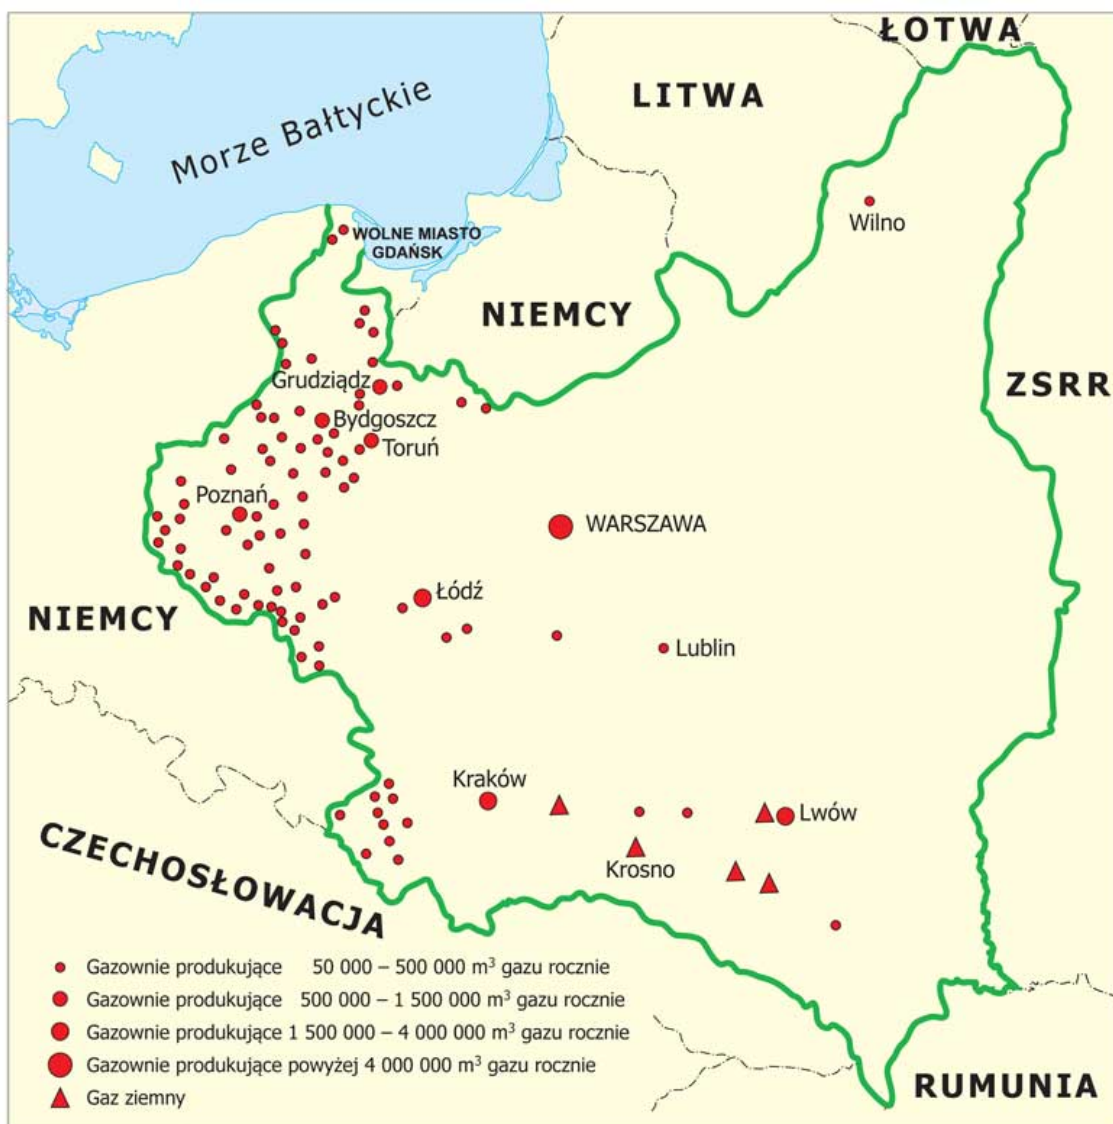 ŁOTWA
LITWA
Morze Bałtyckie
Wilno
WOLNE MIASTO
GDAŃSK
NIEMCY
ZSRR
Grudziądz
Bydgoszcz
Toruń
Poznań
WARSZAWA
Łódź
NIEMCY
Lublin
Kraków
Lwów
Krosno
CZECHOSŁOWACJA
Gazownie produkujące 50 000 – 500 000 m³ gazu rocznie
Gazownie produkujące 500 000 – 1 500 000 m³ gazu rocznie
Gazownie produkujące 1 500 000 – 4 000 000 m³ gazu rocznie
Gazownie produkujące powyżej 4 000 000 m³ gazu rocznie
Gaz ziemny
RUMUNIA